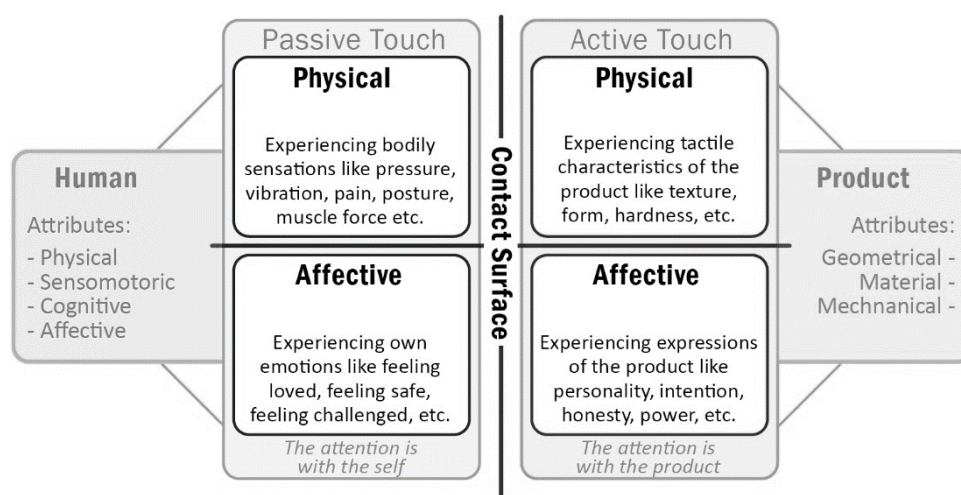 Passive Touch
Physical
Experiencing bodily
sensations like pressure,
vibration, pain, posture,
muscle force etc.
Affective
Experiencing own
emotions like feeling
loved, feeling safe,
feeling challenged, etc.
The attention is
with the self
Contact Surface
Active Touch
Physical
Experiencing tactile
characteristics of the
product like texture,
form, hardness, etc.
Affective
Experiencing expressions
of the product like
personality, intention,
honesty, power, etc.
The attention is
with the product
Human
Attributes:
- Physical
- Sensomotoric
- Cognitive
- Affective
Product
Attributes:
Geometrical -
Material -
Mechnanical -